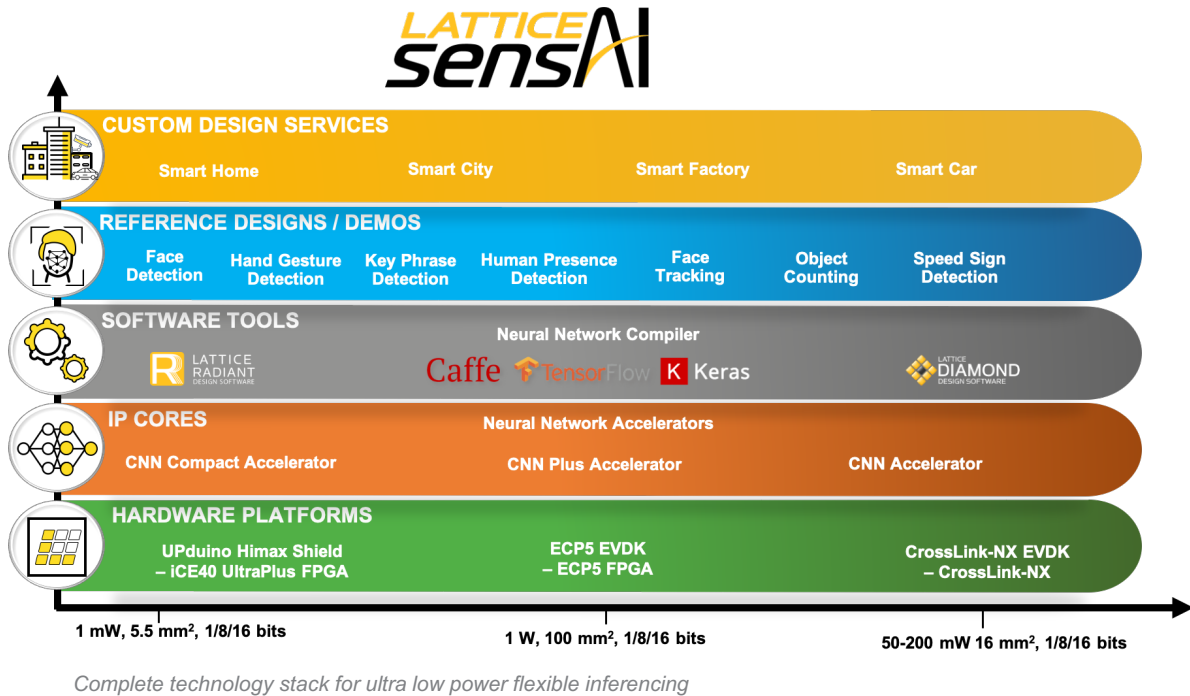 LATTICE
sensAI
CUSTOM DESIGN SERVICES
Smart Home
Smart City
Smart Factory
Smart Car
REFERENCE DESIGNS / DEMOS
Face
Detection
Hand Gesture
Detection
Key Phrase
Detection
Human Presence
Detection
Face
Tracking
Object
Counting
Speed Sign
Detection
SOFTWARE TOOLS
Neural Network Compiler
R
LATTICE
RADIANT
DESIGN SOFTWARE
Caffe
TensorFlow
K Keras
LATTICE
DIAMOND
DESIGN SOFTWARE
IP CORES
Neural Network Accelerators
CNN Compact Accelerator
CNN Plus Accelerator
CNN Accelerator
HARDWARE PLATFORMS
UPduino Himax Shield
– iCE40 UltraPlus FPGA
ECP5 EVDK
– ECP5 FPGA
CrossLink-NX EVDK
– CrossLink-NX
1 mW, 5.5 mm², 1/8/16 bits
1 W, 100 mm², 1/8/16 bits
50-200 mW 16 mm², 1/8/16 bits
Complete technology stack for ultra low power flexible inferencing